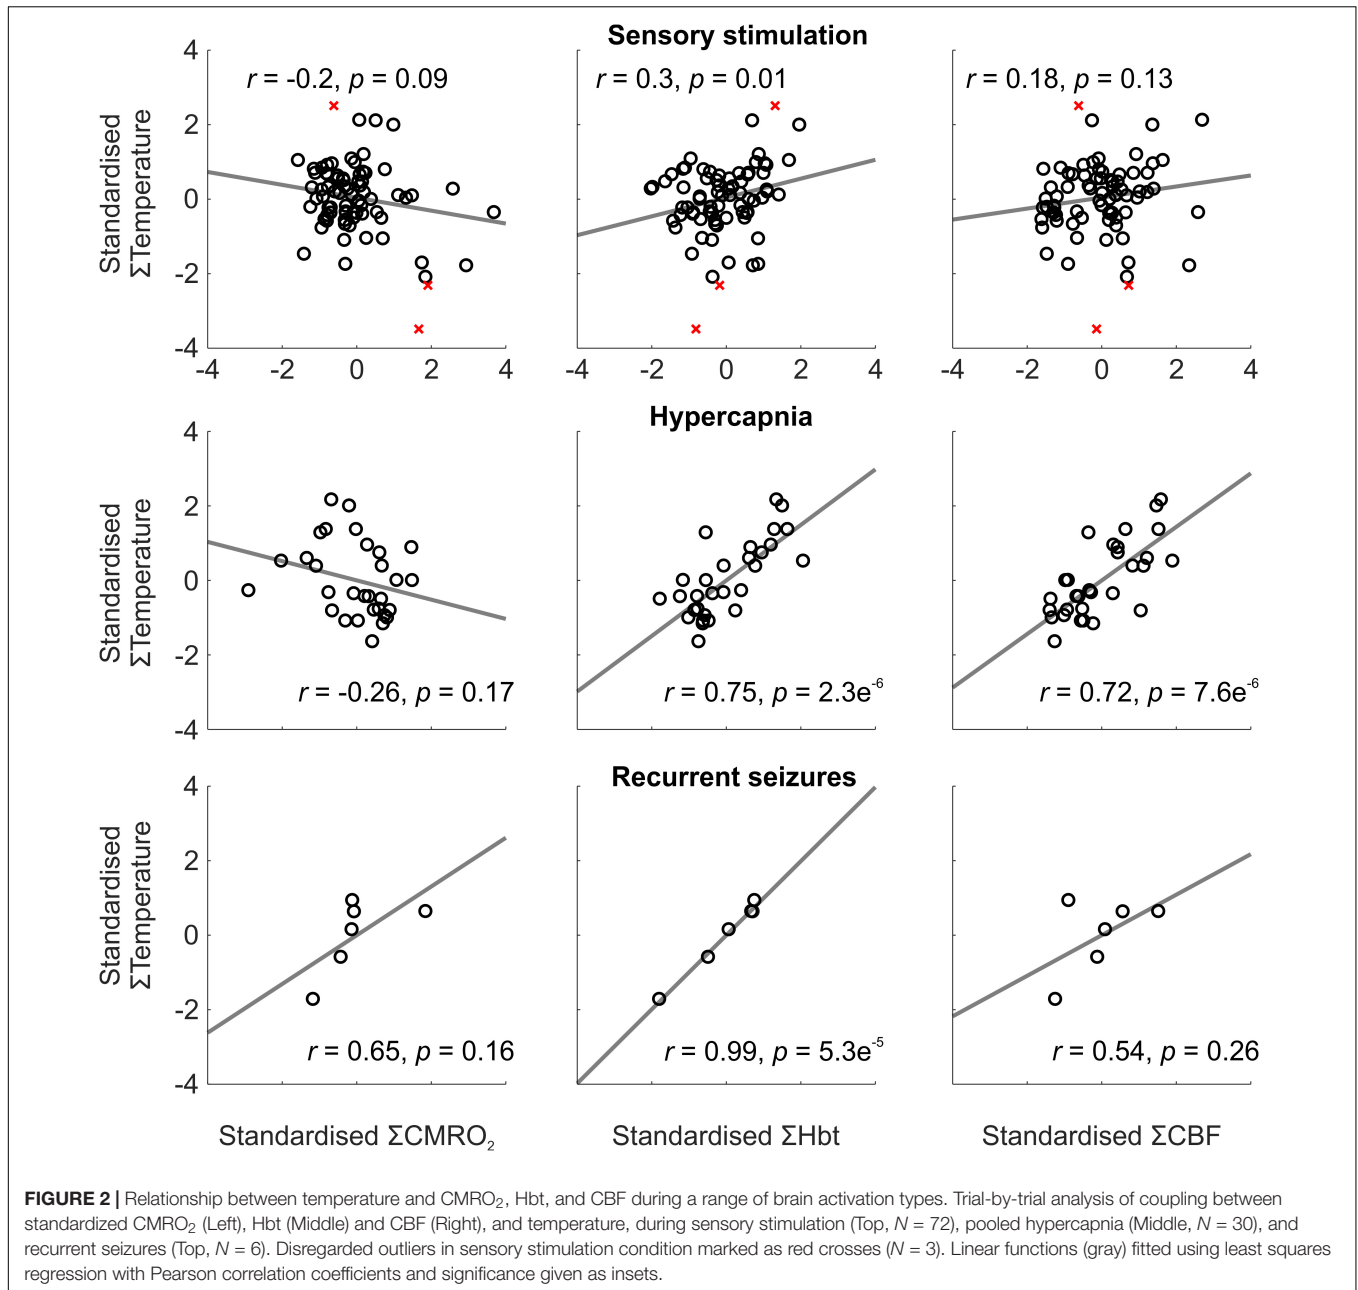 Sensory stimulation
4
2
0
-2
-4
Standardised
ΣTemperature
r = -0.2, p = 0.09
r = 0.3, p = 0.01
r = 0.18, p = 0.13
-4 -2 0 2 4
-4 -2 0 2 4
-4 -2 0 2 4
Hypercapnia
4
2
0
-2
-4
Standardised
ΣTemperature
r = -0.26, p = 0.17
r = 0.75, p = 2.3e-6
r = 0.72, p = 7.6e-6
Recurrent seizures
4
2
0
-2
-4
Standardised
ΣTemperature
r = 0.65, p = 0.16
r = 0.99, p = 5.3e-5
r = 0.54, p = 0.26
Standardised ΣCMRO2
Standardised ΣHbt
Standardised ΣCBF
FIGURE 2 | Relationship between temperature and CMRO2, Hbt, and CBF during a range of brain activation types. Trial-by-trial analysis of coupling between
standardized CMRO2 (Left), Hbt (Middle) and CBF (Right), and temperature, during sensory stimulation (Top, N = 72), pooled hypercapnia (Middle, N = 30), and
recurrent seizures (Top, N = 6). Disregarded outliers in sensory stimulation condition marked as red crosses (N = 3). Linear functions (gray) fitted using least squares
regression with Pearson correlation coefficients and significance given as insets.